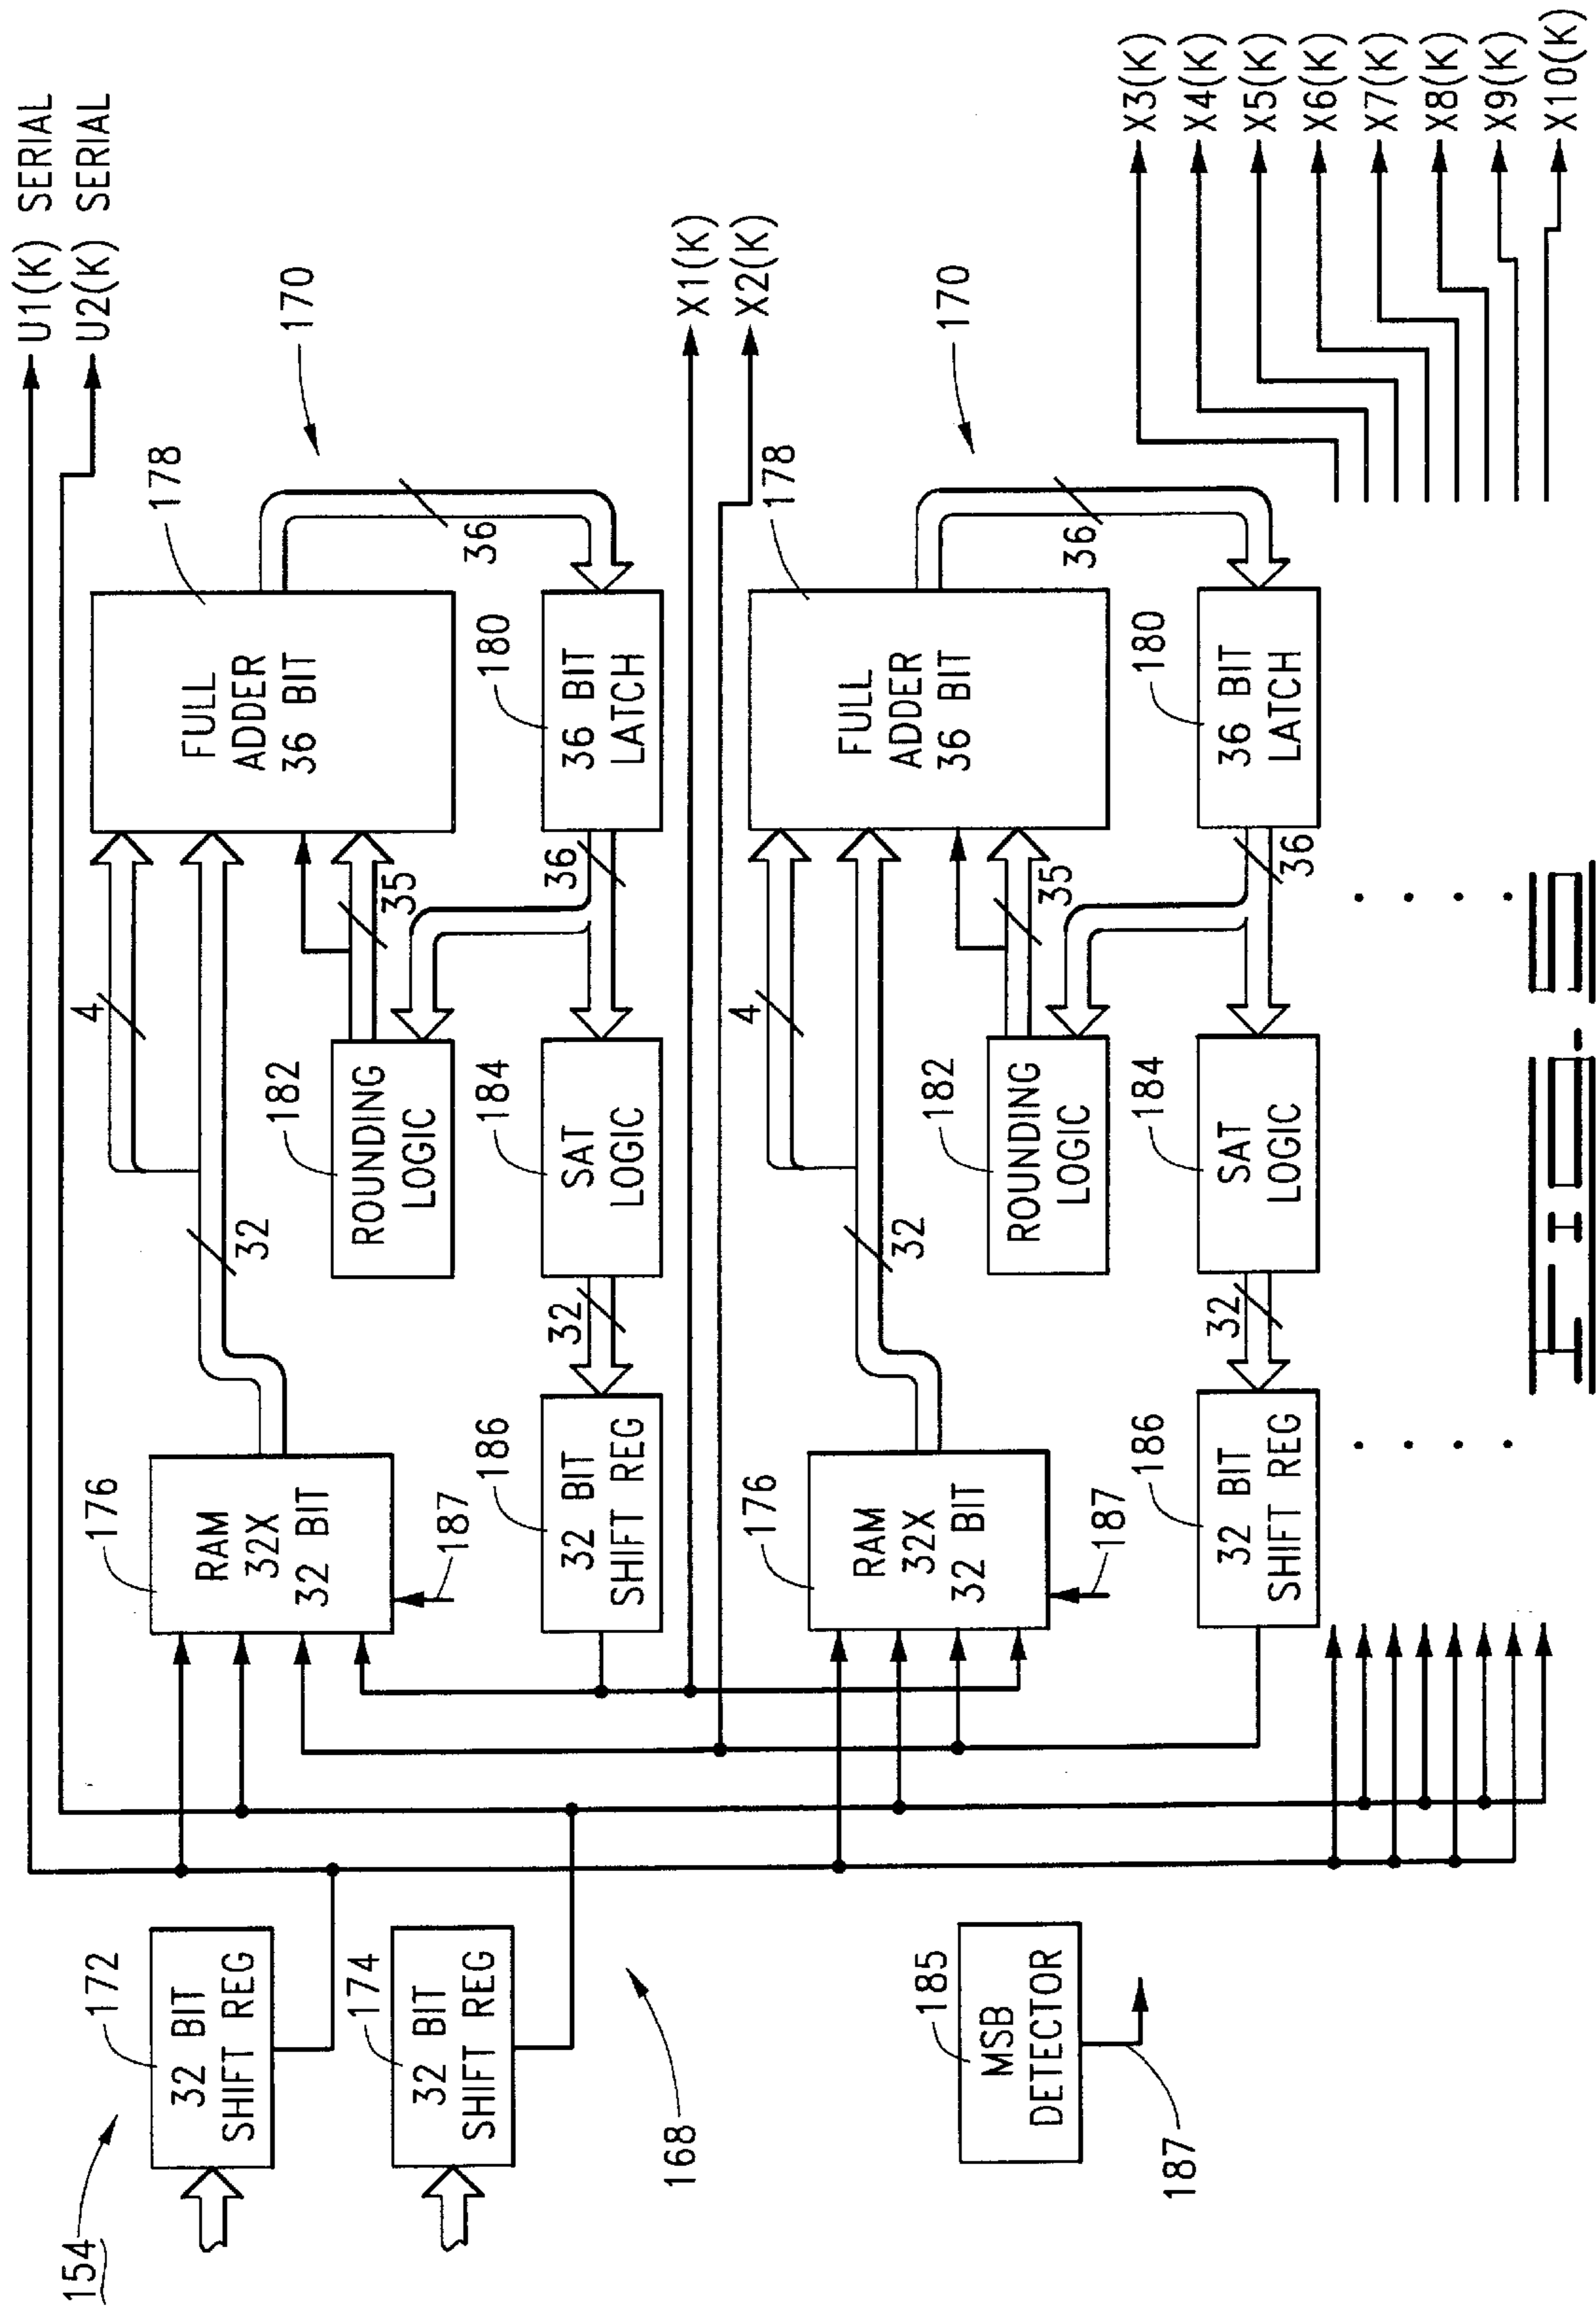 154
172
32 BIT
SHIFT REG
174
32 BIT
SHIFT REG
168
185
MSB
DETECTOR
187
U1(K) SERIAL
U2(K) SERIAL
176
RAM
32X
32 BIT
187
32
4
178
FULL
ADDER
36 BIT
170
36
182
ROUNDING
LOGIC
35
180
36 BIT
LATCH
36
184
SAT
LOGIC
32
186
32 BIT
SHIFT REG
X1(K)
X2(K)
176
RAM
32X
32 BIT
187
32
4
178
FULL
ADDER
36 BIT
170
36
182
ROUNDING
LOGIC
35
180
36 BIT
LATCH
36
184
SAT
LOGIC
32
186
32 BIT
SHIFT REG
X3(K)
X4(K)
X5(K)
X6(K)
X7(K)
X8(K)
X9(K)
X10(K)